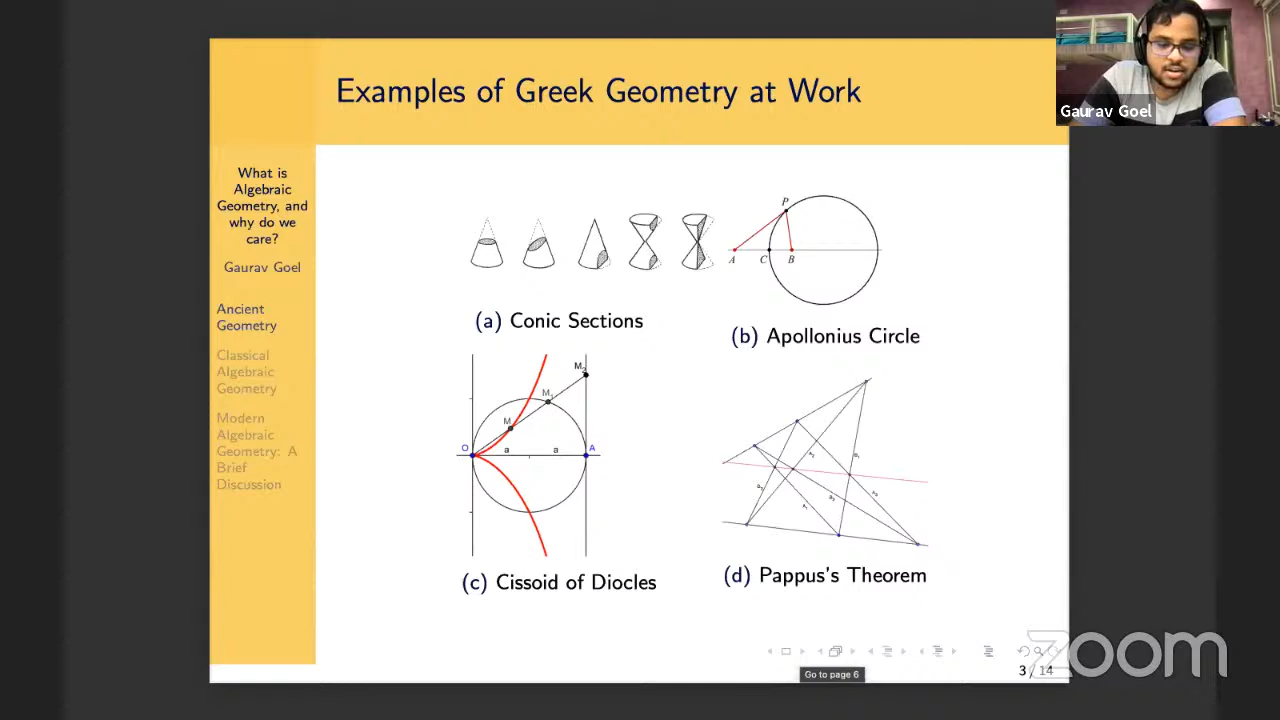 Examples of Greek Geometry at Work
Gaurav Goel
What is
Algebraic
Geometry, and
why do we
care?
Gaurav Goel
Ancient
Geometry
Classical
Algebraic
Geometry
Modern
Algebraic
Geometry: A
Brief
Discussion
P
A
C
B
(a) Conic Sections
(b) Apollonius Circle
M₂
M₁
M
O
a
a
A
(c) Cissoid of Diocles
(d) Pappus's Theorem
3 / 14
Go to page 6
zoom